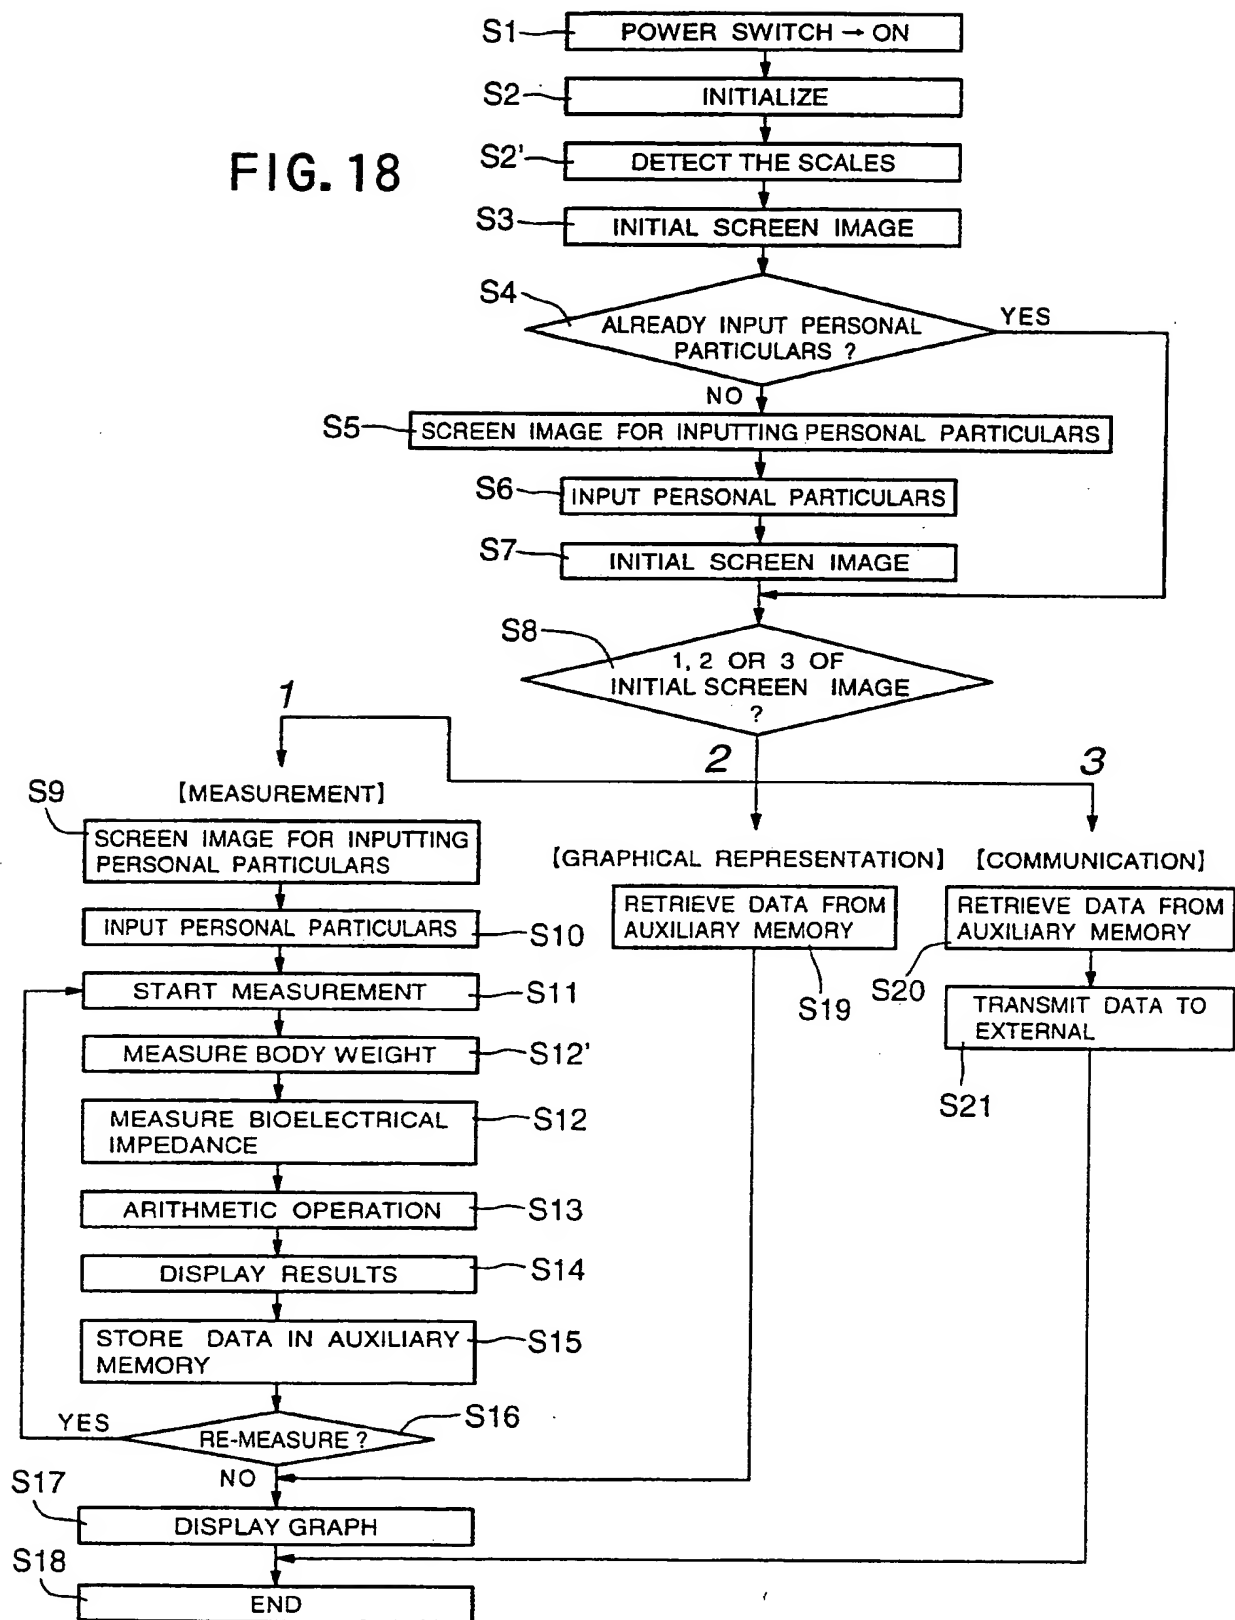 S1
POWER SWITCH → ON
S2
INITIALIZE
FIG. 18
S2'
DETECT THE SCALES
S3
INITIAL SCREEN IMAGE
S4
ALREADY INPUT PERSONAL
PARTICULARS ?
YES
NO
S5
SCREEN IMAGE FOR INPUTTING PERSONAL PARTICULARS
S6
INPUT PERSONAL PARTICULARS
S7
INITIAL SCREEN IMAGE
S8
1, 2 OR 3 OF
INITIAL SCREEN IMAGE
?
1
2
3
S9
[MEASUREMENT]
SCREEN IMAGE FOR INPUTTING
PERSONAL PARTICULARS
INPUT PERSONAL PARTICULARS
S10
START MEASUREMENT
S11
MEASURE BODY WEIGHT
S12'
MEASURE BIOELECTRICAL
IMPEDANCE
S12
ARITHMETIC OPERATION
S13
DISPLAY RESULTS
S14
STORE DATA IN AUXILIARY
MEMORY
S15
RE-MEASURE ?
S16
YES
NO
[GRAPHICAL REPRESENTATION]
RETRIEVE DATA FROM
AUXILIARY MEMORY
S19
[COMMUNICATION]
RETRIEVE DATA FROM
AUXILIARY MEMORY
S20
TRANSMIT DATA TO
EXTERNAL
S21
S17
DISPLAY GRAPH
S18
END